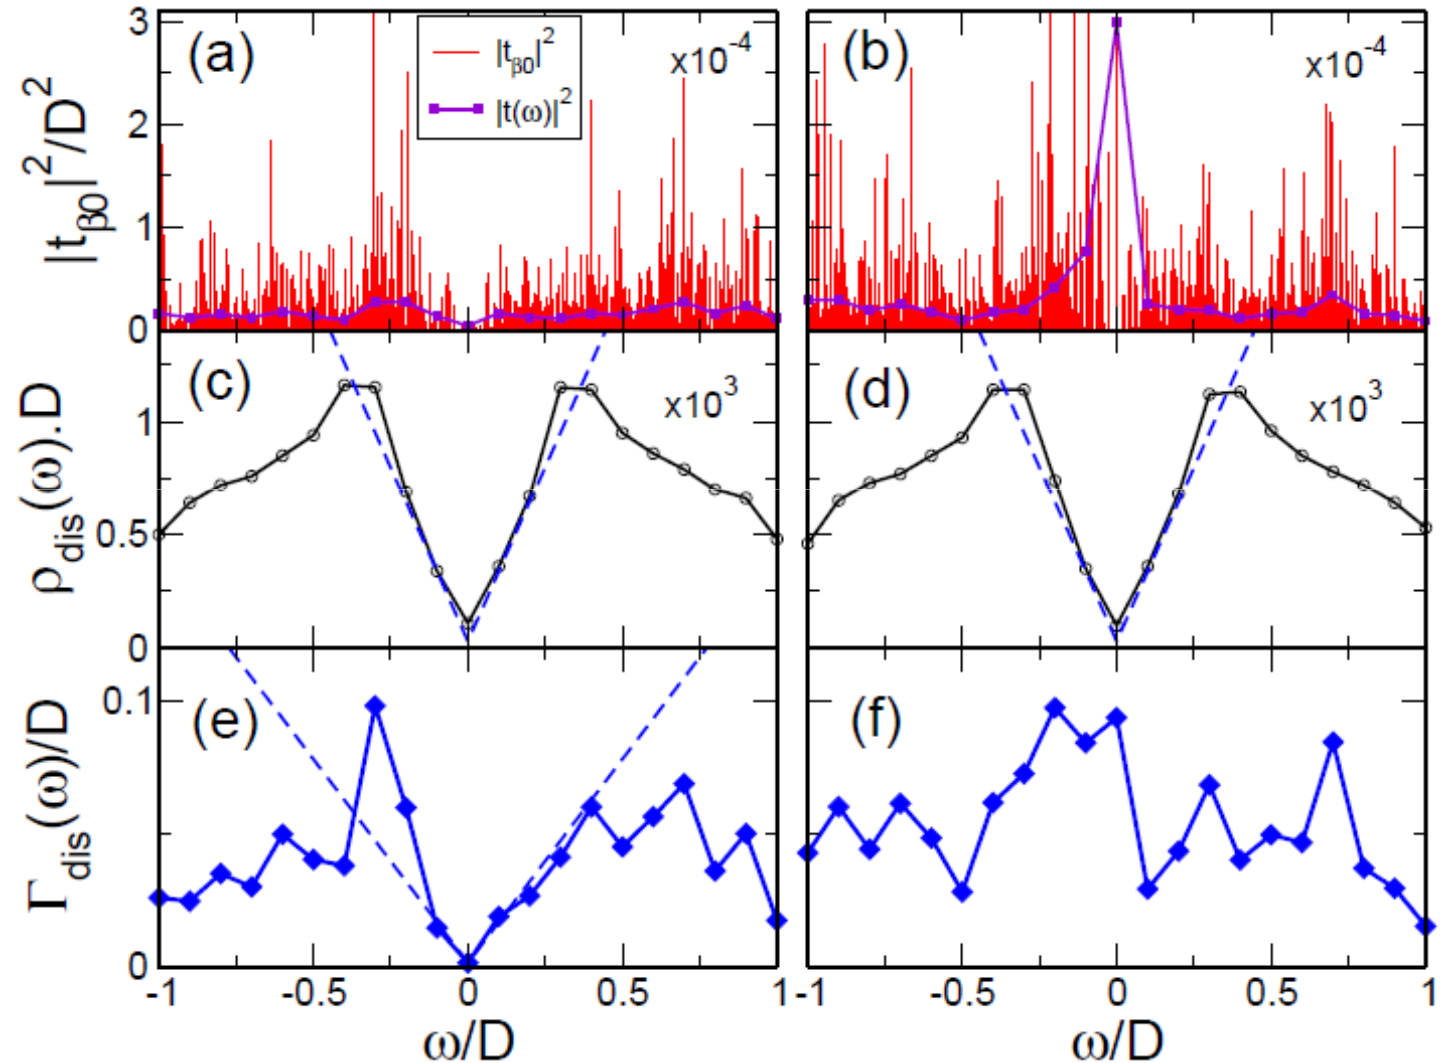 |t_β0|^2/D^2
3
2
1
0
(a)
|t_β0|^2
|t(ω)|^2
x10^-4
(b)
x10^-4
ρ_dis(ω).D
1
0.5
0
(c)
x10^3
(d)
x10^3
Γ_dis(ω)/D
0.1
0
(e)
(f)
-1 -0.5 0 0.5 1 -1 -0.5 0 0.5 1
ω/D ω/D